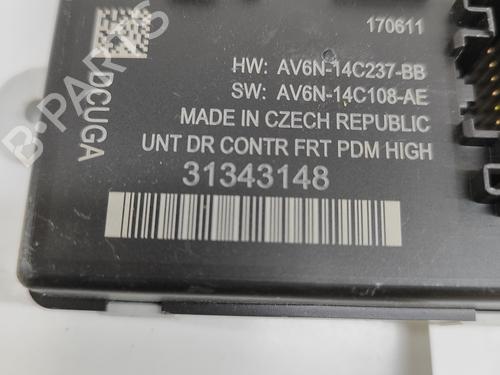 170611
HW: AV6N-14C237-BB
SW: AV6N-14C108-AE
MADE IN CZECH REPUBLIC
UNT DR CONTR FRT PDM HIGH
31343148
DCUGA
B-PARTS